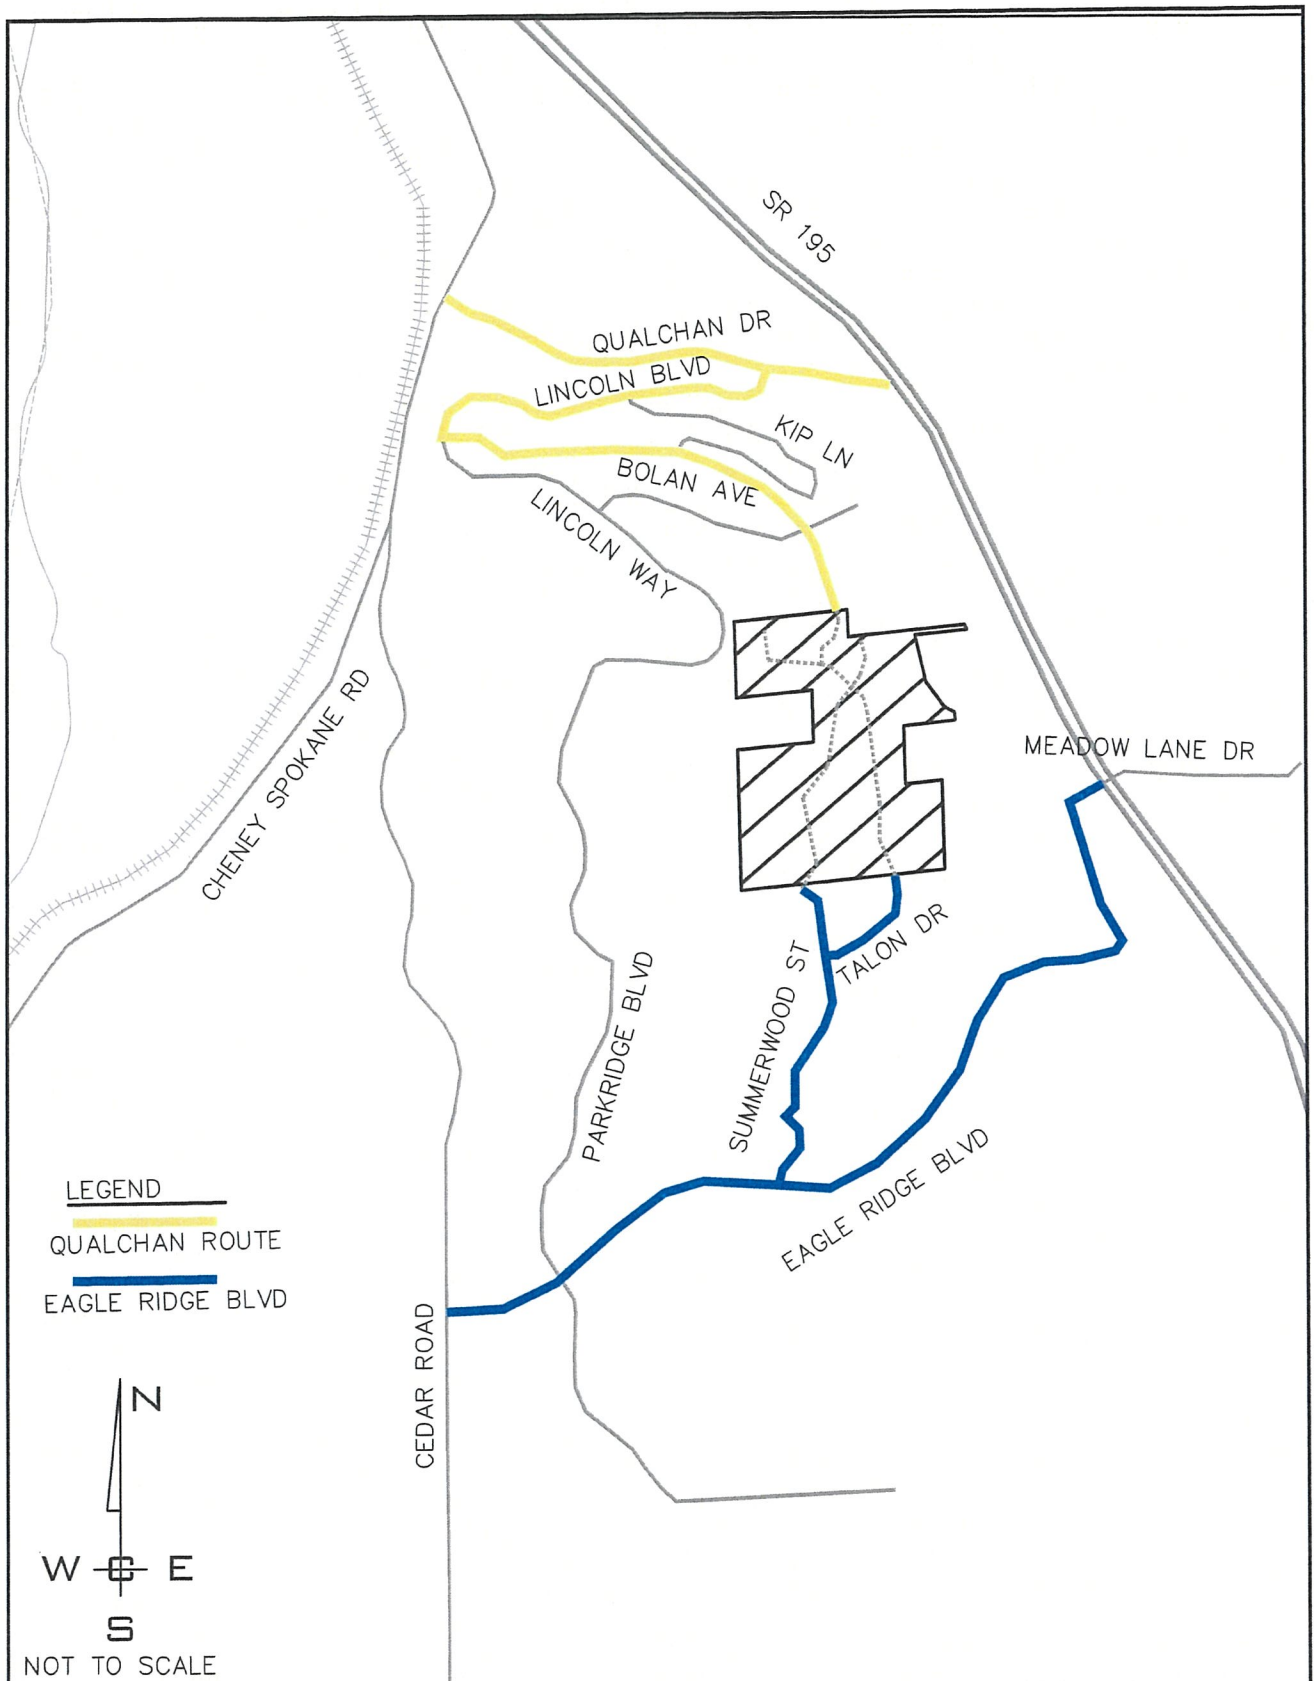 SR 195
QUALCHAN DR
LINCOLN BLVD
KIP LN
BOLAN AVE
LINCOLN WAY
CHENEY SPOKANE RD
MEADOW LANE DR
TALON DR
SUMMERWOOD ST
PARKRIDGE BLVD
EAGLE RIDGE BLVD
CEDAR ROAD
LEGEND
QUALCHAN ROUTE
EAGLE RIDGE BLVD
N
W E
S
NOT TO SCALE